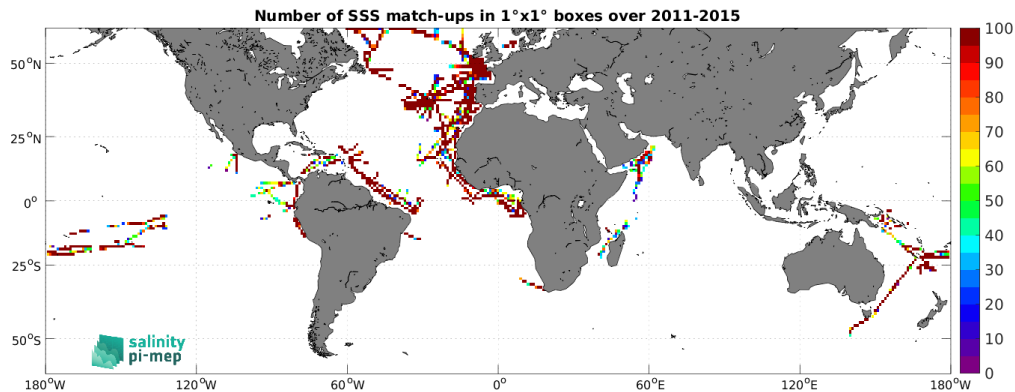 Number of SSS match-ups in 1°x1° boxes over 2011-2015
50°N
25°N
0°
25°S
50°S
180°W
120°W
60°W
0°
60°E
120°E
180°W
100
90
80
70
60
50
40
30
20
10
0
salinity
pi-mep